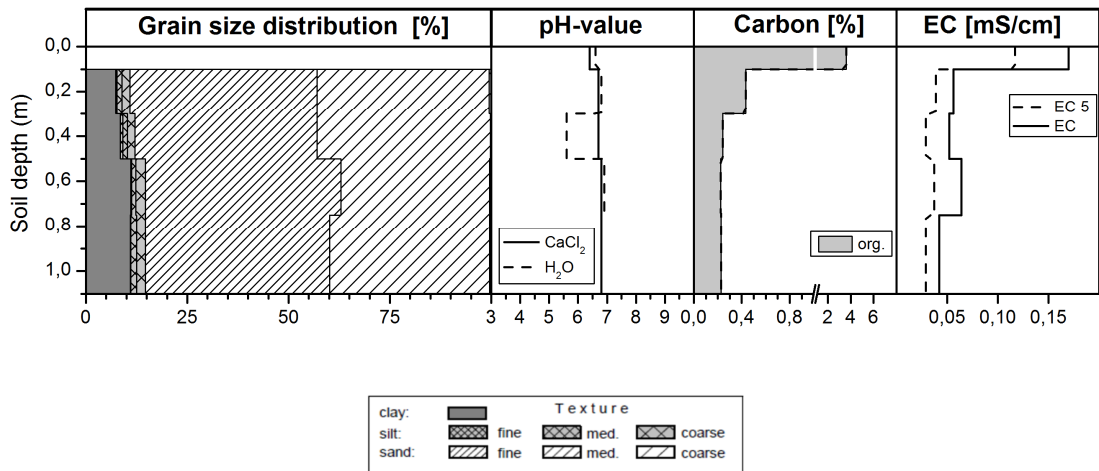 Grain size distribution [%] pH-value Carbon [%] EC [mS/cm]
0,0
0,2
0,4
0,6
0,8
1,0
Soil depth (m)
CaCl₂
H₂O
org.
EC 5
EC
0 25 50 75 3 4 5 6 7 8 9 0,0 0,4 0,8 2 4 6 0,05 0,10 0,15
Texture
clay:
silt: fine med. coarse
sand: fine med. coarse